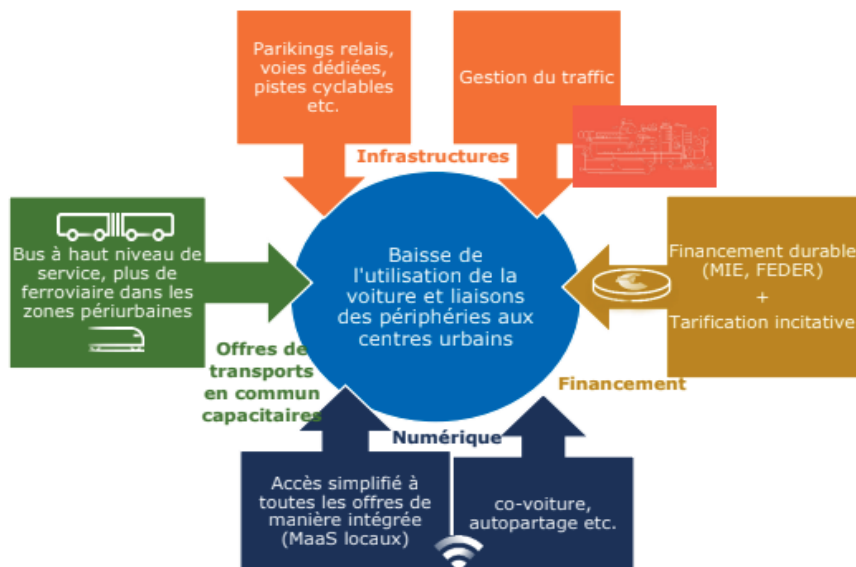 Parikings relais,
voies dédiées,
pistes cyclables
etc.
Gestion du traffic
Infrastructures
Bus à haut niveau de
service, plus de
ferroviaire dans les
zones périurbaines
Baisse de
l'utilisation de la
voiture et liaisons
des périphéries aux
centres urbains
Financement durable
(MIE, FEDER)
+
Tarification incitative
Offres de
transports
en commun
capacitaires
Financement
Numérique
Accès simplifié à
toutes les offres de
manière intégrée
(MaaS locaux)
co-voiture,
autopartage etc.